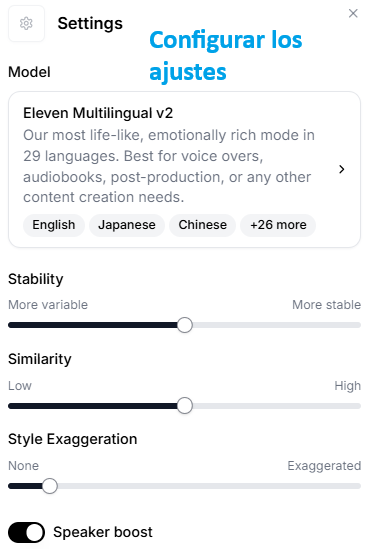 Settings
Configurar los
ajustes
Model
Eleven Multilingual v2
Our most life-like, emotionally rich mode in
29 languages. Best for voice overs,
audiobooks, post-production, or any other
content creation needs.
English Japanese Chinese +26 more
Stability
More variable More stable
Similarity
Low High
Style Exaggeration
None Exaggerated
Speaker boost